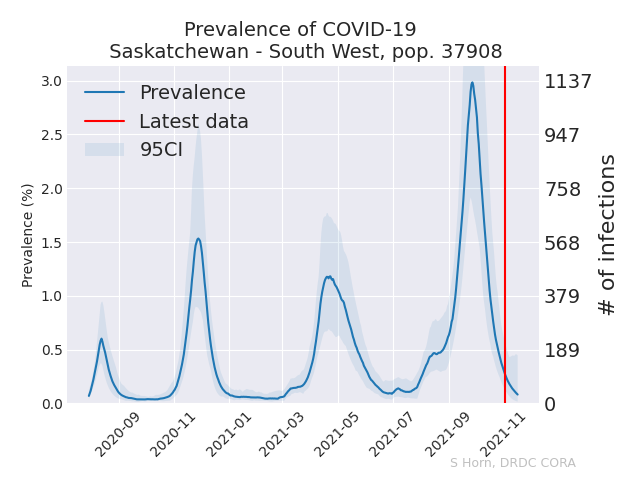 Prevalence of COVID-19
Saskatchewan - South West, pop. 37908
Prevalence
Latest data
95CI
Prevalence (%)
3.0
2.5
2.0
1.5
1.0
0.5
0.0
1137
947
758
568
379
189
0
# of infections
2020-09
2020-11
2021-01
2021-03
2021-05
2021-07
2021-09
2021-11
S Horn, DRDC CORA